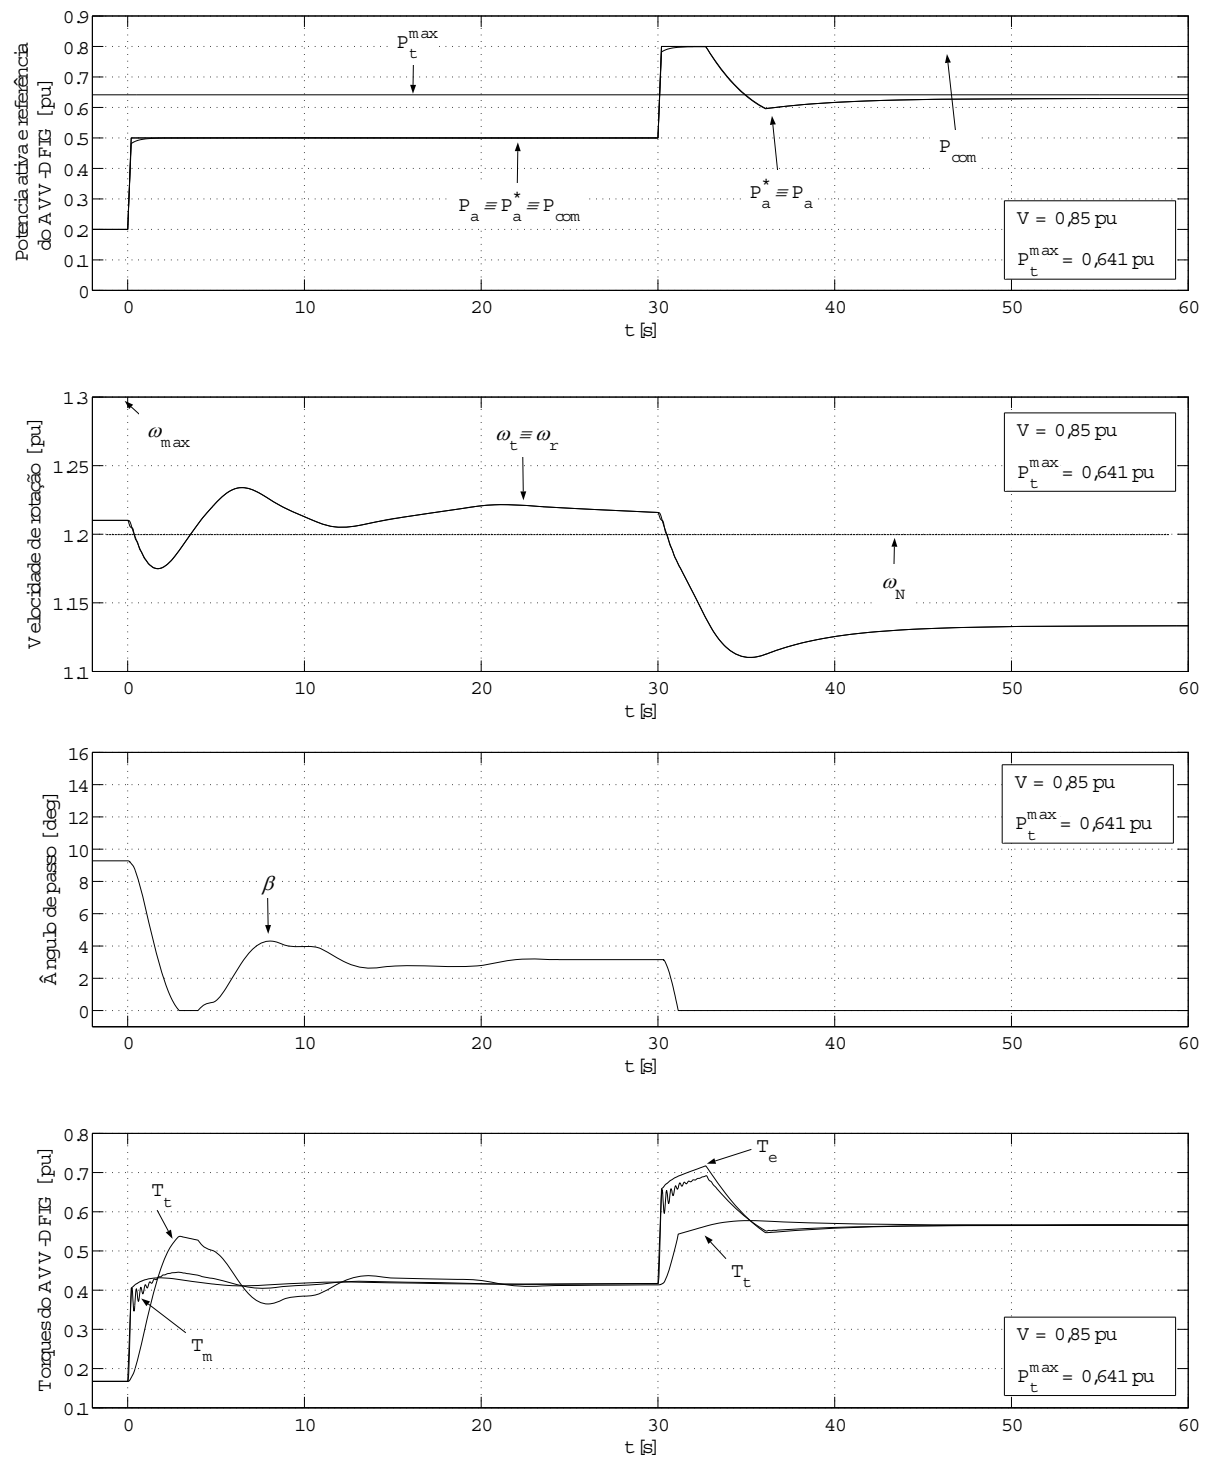 Potencia ativa e referência
do AVV-DFIG [pu]
0.9
0.8
0.7
0.6
0.5
0.4
0.3
0.2
0.1
0
P_t^max
P_a ≡ P_a^* ≡ P_com
P_a^* ≡ P_a
P_com
V = 0,85 pu
P_t^max = 0,641 pu
0 10 20 30 40 50 60
t [s]
Velocidade de rotação [pu]
1.3
1.25
1.2
1.15
1.1
ω_max
ω_t ≡ ω_r
ω_N
V = 0,85 pu
P_t^max = 0,641 pu
0 10 20 30 40 50 60
t [s]
Ângulo de passo [deg]
16
14
12
10
8
6
4
2
0
β
V = 0,85 pu
P_t^max = 0,641 pu
0 10 20 30 40 50 60
t [s]
Torques do AVV-DFIG [pu]
0.8
0.7
0.6
0.5
0.4
0.3
0.2
0.1
T_t
T_m
T_e
T_t
V = 0,85 pu
P_t^max = 0,641 pu
0 10 20 30 40 50 60
t [s]